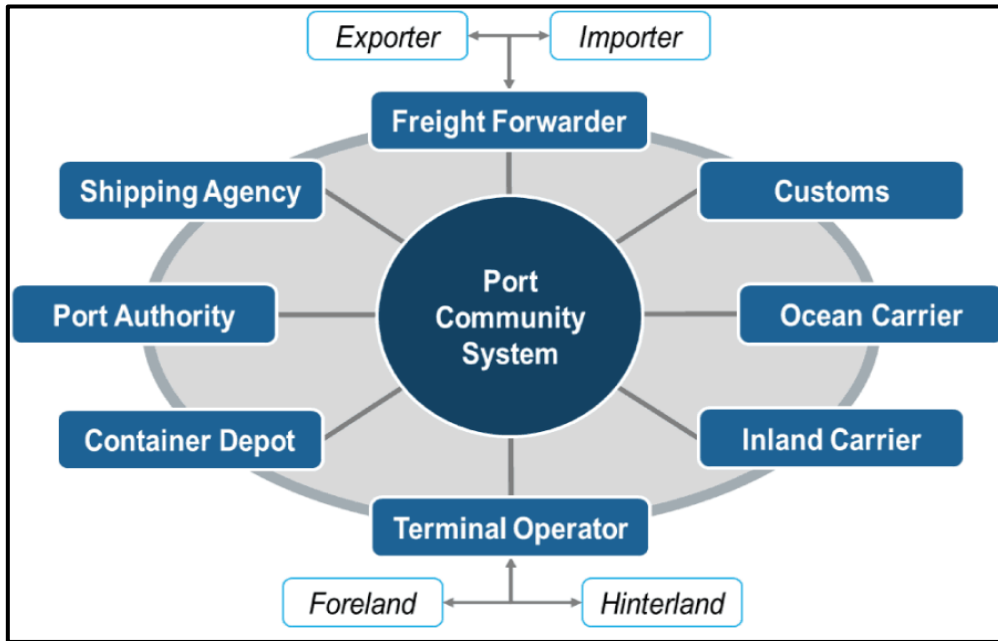 Exporter
Importer
Freight Forwarder
Shipping Agency
Customs
Port
Community
System
Port Authority
Ocean Carrier
Container Depot
Inland Carrier
Terminal Operator
Foreland
Hinterland